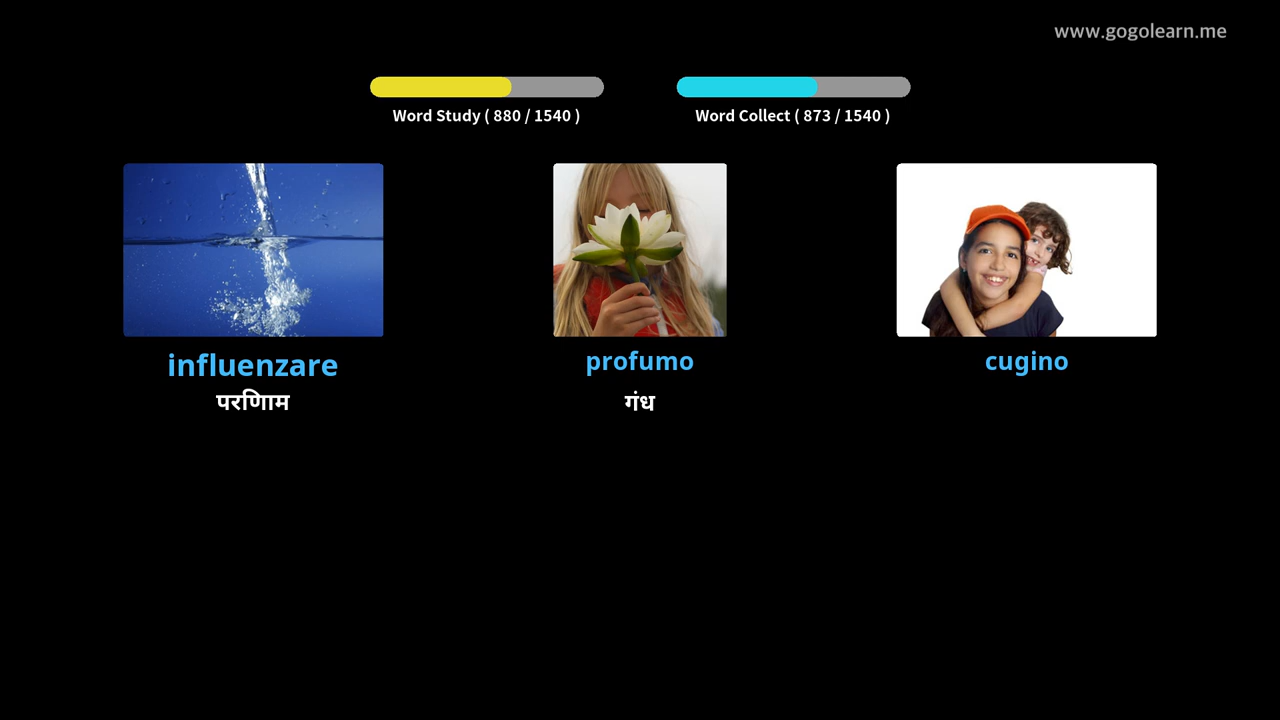 www.gogolearn.me
Word Study ( 880 / 1540 )
Word Collect ( 873 / 1540 )
influenzare
profumo
cugino
परिणाम
गंध